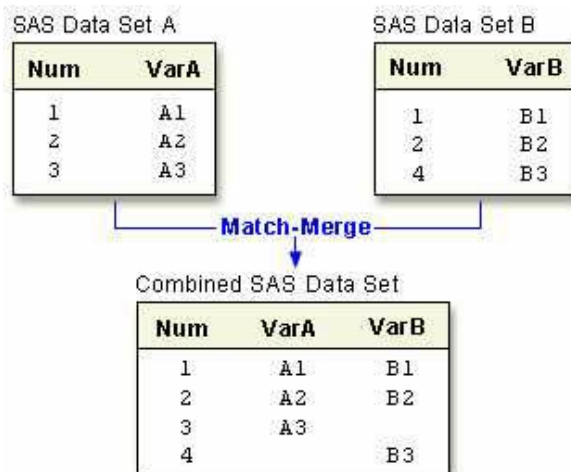 SAS Data Set A
Num VarA
1 A1
2 A2
3 A3
SAS Data Set B
Num VarB
1 B1
2 B2
4 B3
Match-Merge
Combined SAS Data Set
Num VarA VarB
1 A1 B1
2 A2 B2
3 A3
4 B3